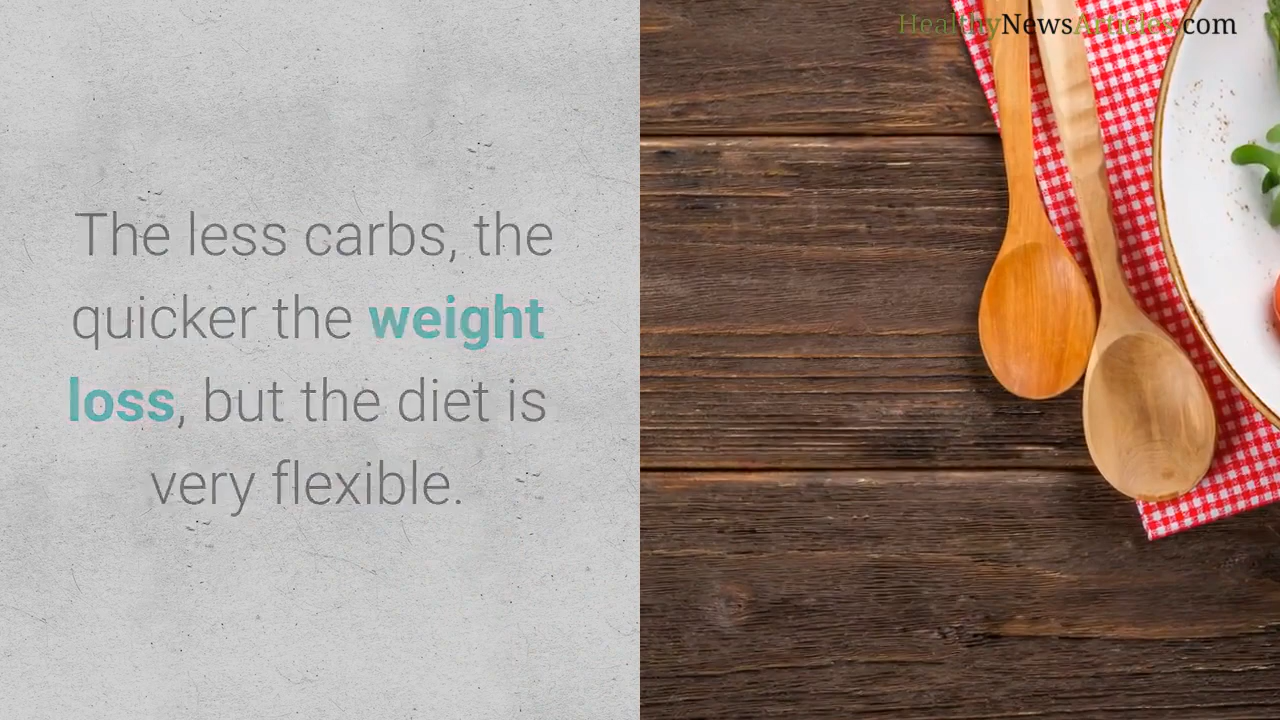 HealthyNewsArticles.com
The less carbs, the
quicker the weight
loss, but the diet is
very flexible.